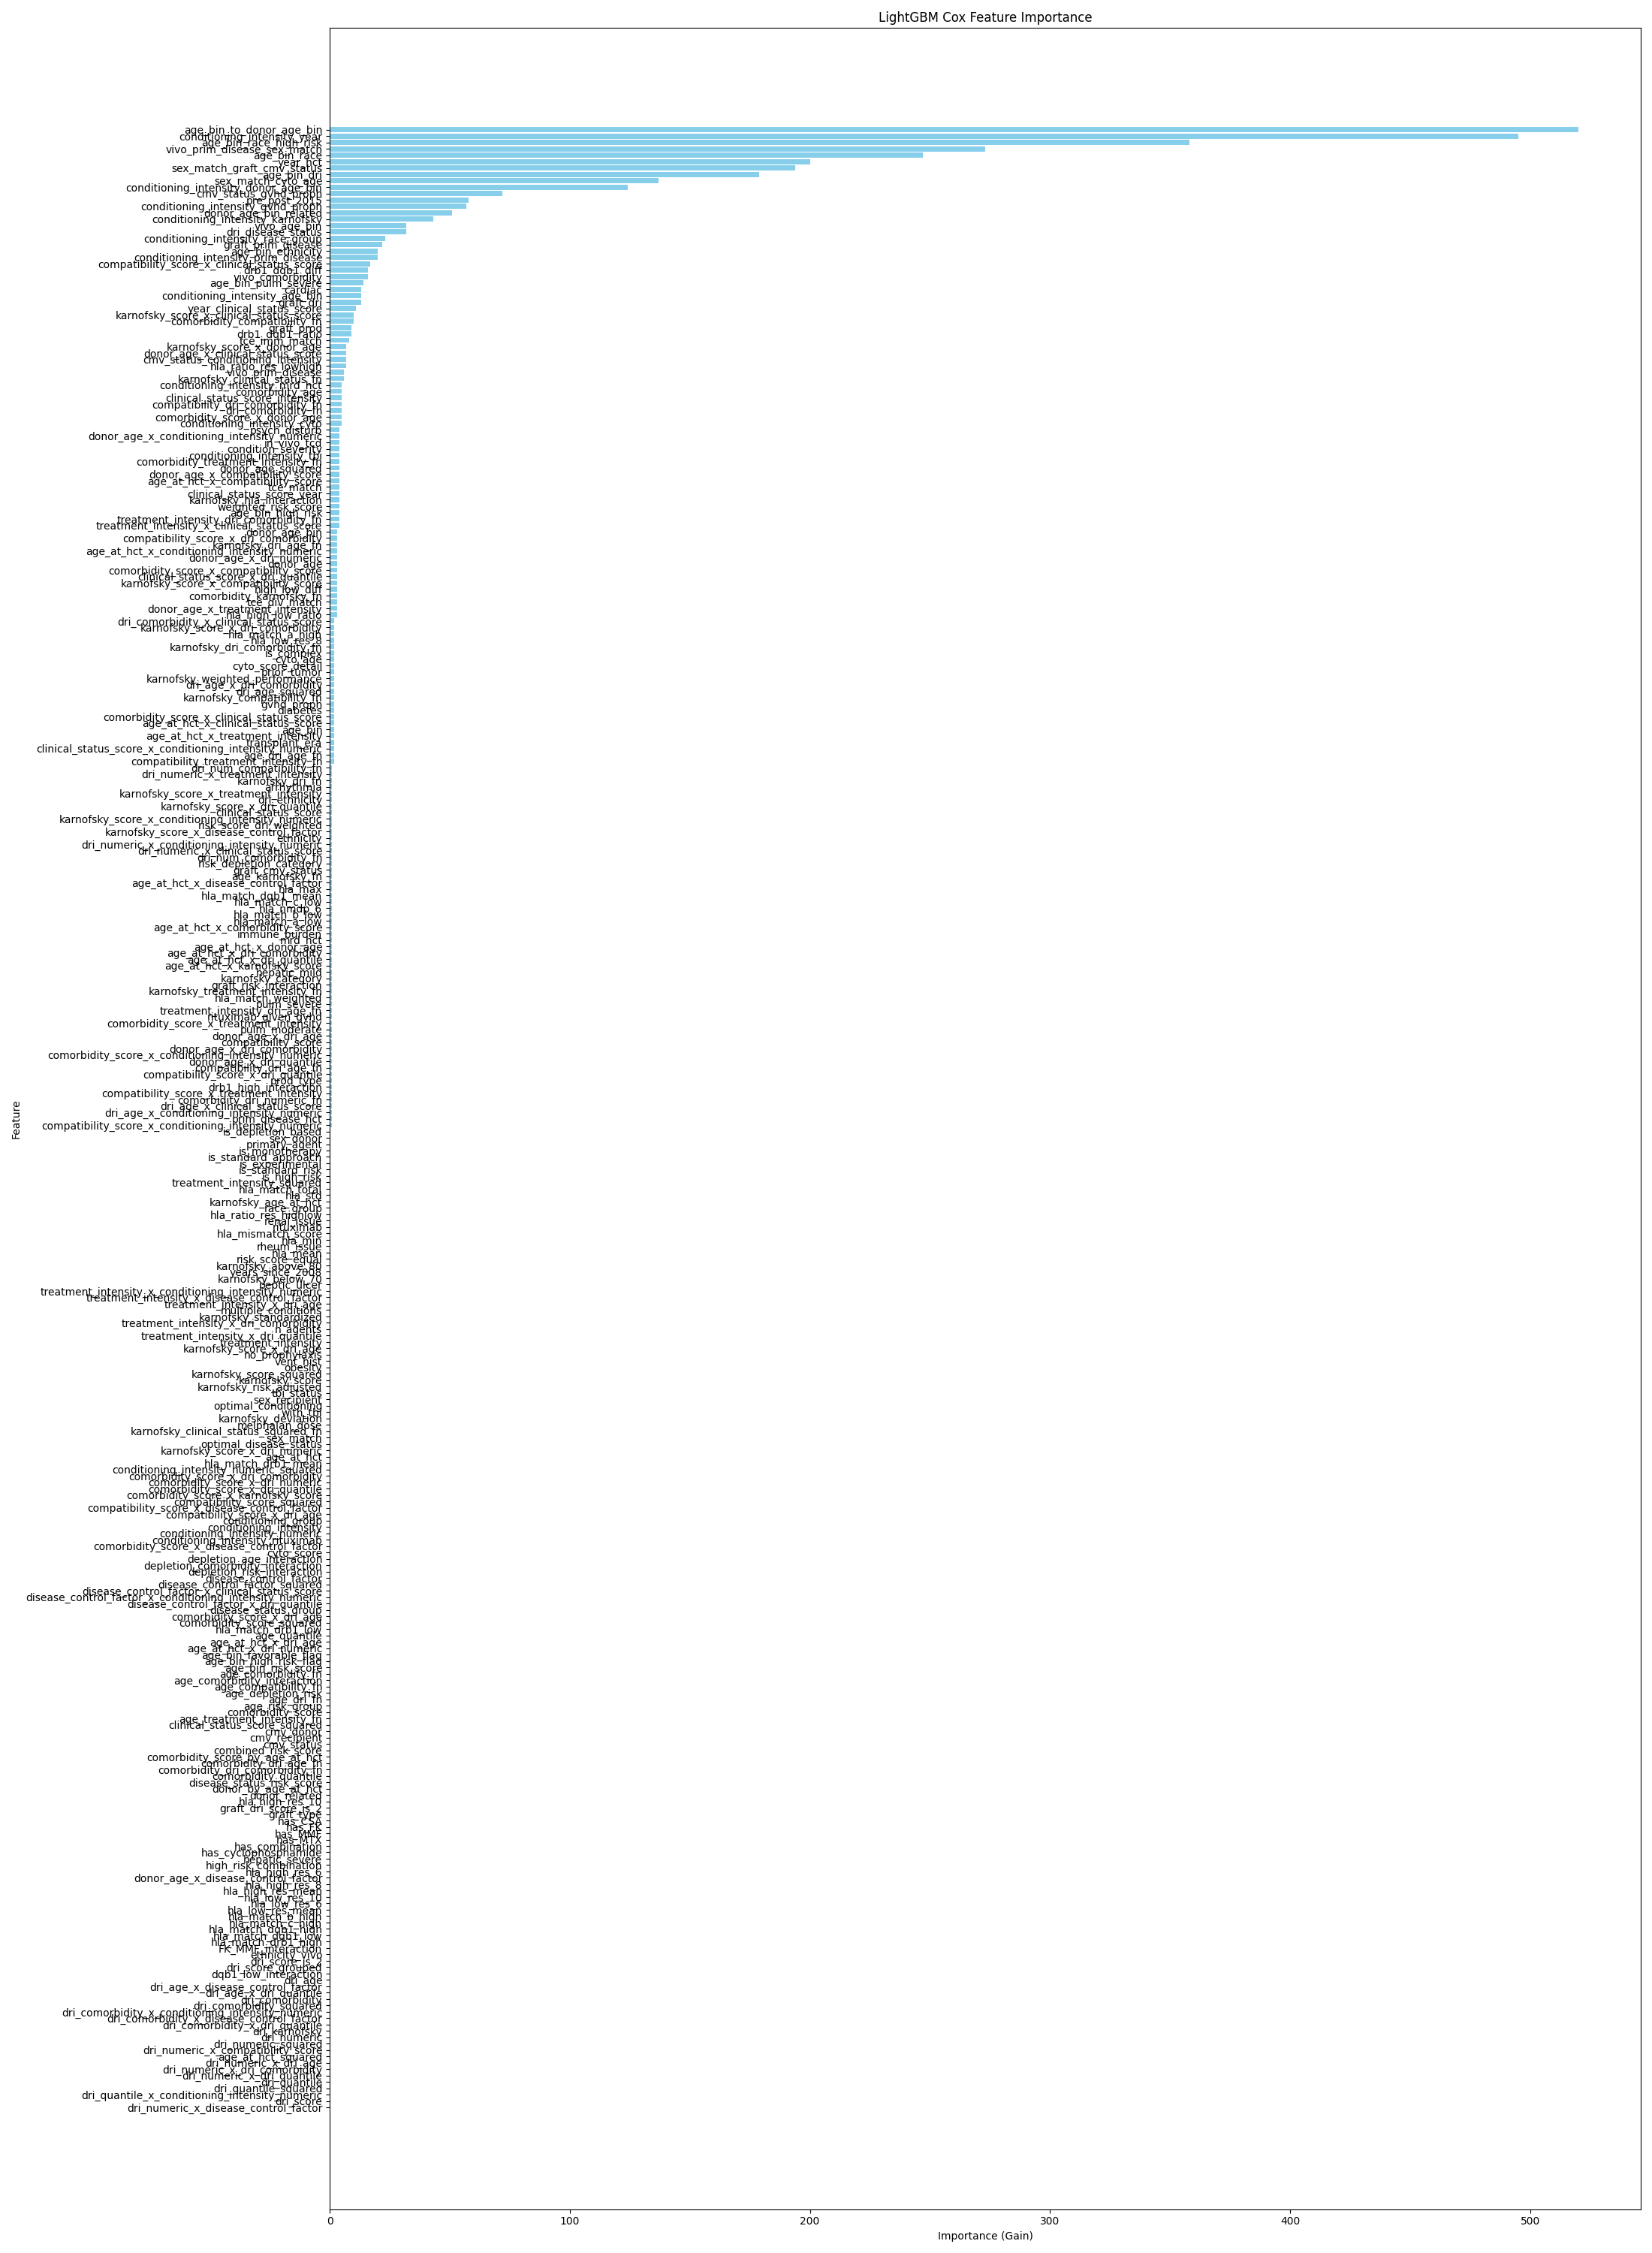 LightGBM Cox Feature Importance
age_bin_to_donor_age_bin
conditioning_intensity_year
age_bin_race_high_risk
vivo_prim_disease_sex_match
age_bin_race
year_hct
sex_match_graft_cmv_status
age_bin_dri
sex_match_cyto_age
conditioning_intensity_donor_age_bin
cmv_status_gvhd_proph
pre_post_2015
conditioning_intensity_gvhd_proph
donor_age_bin_related
conditioning_intensity_karnofsky
vivo_age_bin
dri_disease_status
conditioning_intensity_race_group
graft_prim_disease
age_bin_ethnicity
conditioning_intensity_prim_disease
compatibility_score_x_clinical_status_score
drb1_dqb1_diff
vivo_comorbidity
age_bin_pulm_severe
cardiac
conditioning_intensity_age_bin
graft_dri
year_clinical_status_score
karnofsky_score_x_clinical_status_score
comorbidity_compatibility_fn
graft_prod
drb1_dqb1_ratio
tce_imm_match
karnofsky_score_x_donor_age
donor_age_x_clinical_status_score
cmv_status_conditioning_intensity
hla_ratio_res_lowhigh
vivo_prim_disease
karnofsky_clinical_status_fn
conditioning_intensity_mrd_hct
comorbidity_age
clinical_status_score_intensity
compatibility_dri_comorbidity_fn
dri_comorbidity_fn
comorbidity_score_x_donor_age
conditioning_intensity_cyto
psych_disturb
donor_age_x_conditioning_intensity_numeric
in_vivo_tcd
condition_severity
conditioning_intensity_tbi
comorbidity_treatment_intensity_fn
donor_age_squared
donor_age_x_compatibility_score
age_at_hct_x_compatibility_score
tce_match
clinical_status_score_year
karnofsky_hla_interaction
weighted_risk_score
age_bin_high_risk
treatment_intensity_dri_comorbidity_fn
treatment_intensity_x_clinical_status_score
donor_age_bin
compatibility_score_x_dri_comorbidity
karnofsky_dri_age_fn
age_at_hct_x_conditioning_intensity_numeric
donor_age_x_dri_numeric
donor_age
comorbidity_score_x_compatibility_score
clinical_status_score_x_dri_quantile
karnofsky_score_x_compatibility_score
high_low_diff
comorbidity_karnofsky_fn
tce_div_match
donor_age_x_treatment_intensity
hla_high_low_ratio
dri_comorbidity_x_clinical_status_score
karnofsky_score_x_dri_comorbidity
hla_match_a_high
hla_low_res_8
karnofsky_dri_comorbidity_fn
is_complex
cyto_age
cyto_score_detail
prior_tumor
karnofsky_weighted_performance
dri_age_x_dri_comorbidity
dri_age_squared
karnofsky_compatibility_fn
gvhd_proph
diabetes
comorbidity_score_x_clinical_status_score
age_at_hct_x_clinical_status_score
age_bin
age_at_hct_x_treatment_intensity
transplant_era
clinical_status_score_x_conditioning_intensity_numeric
age_dri_age_fn
compatibility_treatment_intensity_fn
dri_num_compatibility_fn
dri_numeric_x_treatment_intensity
karnofsky_dri_fn
arrhythmia
karnofsky_score_x_treatment_intensity
dri_ethnicity
karnofsky_score_x_dri_quantile
clinical_status_score
karnofsky_score_x_conditioning_intensity_numeric
risk_score_dri_weighted
karnofsky_score_x_disease_control_factor
ethnicity
dri_numeric_x_conditioning_intensity_numeric
dri_numeric_x_clinical_status_score
dri_num_comorbidity_fn
risk_depletion_category
graft_cmv_status
age_karnofsky_fn
age_at_hct_x_disease_control_factor
hla_max
hla_match_dqb1_mean
hla_match_c_low
hla_nmdp_6
hla_match_b_low
hla_match_a_low
age_at_hct_x_comorbidity_score
immune_burden
mrd_hct
age_at_hct_x_donor_age
age_at_hct_x_dri_comorbidity
age_at_hct_x_dri_quantile
age_at_hct_x_karnofsky_score
hepatic_mild
karnofsky_category
graft_risk_interaction
karnofsky_treatment_intensity_fn
hla_match_weighted
pulm_severe
treatment_intensity_dri_age_fn
rituximab_given_gvhd
comorbidity_score_x_treatment_intensity
pulm_moderate
donor_age_x_dri_age
compatibility_score
donor_age_x_dri_comorbidity
comorbidity_score_x_conditioning_intensity_numeric
donor_age_x_dri_quantile
compatibility_dri_age_fn
compatibility_score_x_dri_quantile
prod_type
drb1_high_interaction
compatibility_score_x_treatment_intensity
comorbidity_dri_numeric_fn
dri_age_x_clinical_status_score
dri_age_x_conditioning_intensity_numeric
prim_disease_hct
compatibility_score_x_conditioning_intensity_numeric
is_depletion_based
sex_donor
primary_agent
is_monotherapy
is_standard_approach
is_experimental
is_standard_risk
is_high_risk
treatment_intensity_squared
hla_match_total
hla_std
karnofsky_age_at_hct
race_group
hla_ratio_res_highlow
renal_issue
rituximab
hla_mismatch_score
hla_min
rheum_issue
hla_mean
risk_score_equal
karnofsky_above_80
years_since_2008
karnofsky_below_70
peptic_ulcer
treatment_intensity_x_conditioning_intensity_numeric
treatment_intensity_x_disease_control_factor
treatment_intensity_x_dri_age
multiple_conditions
karnofsky_standardized
treatment_intensity_x_dri_comorbidity
n_agents
treatment_intensity_x_dri_quantile
treatment_intensity
karnofsky_score_x_dri_age
no_prophylaxis
vent_hist
obesity
karnofsky_score_squared
karnofsky_score
karnofsky_risk_adjusted
tbi_status
sex_recipient
optimal_conditioning
with_tbi
karnofsky_deviation
melphalan_dose
karnofsky_clinical_status_squared_fn
sex_match
optimal_disease_status
karnofsky_score_x_dri_numeric
age_at_hct
hla_match_drb1_mean
conditioning_intensity_numeric_squared
comorbidity_score_x_dri_comorbidity
comorbidity_score_x_dri_numeric
comorbidity_score_x_dri_quantile
comorbidity_score_x_karnofsky_score
compatibility_score_squared
compatibility_score_x_disease_control_factor
compatibility_score_x_dri_age
conditioning_group
conditioning_intensity
conditioning_intensity_numeric
conditioning_intensity_rituximab
comorbidity_score_x_disease_control_factor
cyto_score
depletion_age_interaction
depletion_comorbidity_interaction
depletion_risk_interaction
disease_control_factor
disease_control_factor_squared
disease_control_factor_x_clinical_status_score
disease_control_factor_x_conditioning_intensity_numeric
disease_control_factor_x_dri_quantile
disease_status_group
comorbidity_score_x_dri_age
comorbidity_score_squared
hla_match_drb1_low
age_quantile
age_at_hct_x_dri_age
age_at_hct_x_dri_numeric
age_bin_favorable_flag
age_bin_high_risk_flag
age_bin_risk_score
age_comorbidity_fn
age_comorbidity_interaction
age_compatibility_fn
age_depletion_risk
age_dri_fn
age_risk_group
comorbidity_score
age_treatment_intensity_fn
clinical_status_score_squared
cmv_donor
cmv_recipient
cmv_status
combined_risk_score
comorbidity_score_by_age_at_hct
comorbidity_dri_age_fn
comorbidity_dri_comorbidity_fn
comorbidity_quantile
disease_status_risk_score
donor_by_age_at_hct
donor_related
hla_high_res_10
graft_dri_score_is_2
graft_type
has_CSA
has_FK
has_MMF
has_MTX
has_combination
has_cyclophosphamide
hepatic_severe
high_risk_combination
hla_high_res_6
donor_age_x_disease_control_factor
hla_high_res_8
hla_high_res_mean
hla_low_res_10
hla_low_res_6
hla_low_res_mean
hla_match_b_high
hla_match_c_high
hla_match_dqb1_high
hla_match_dqb1_low
hla_match_drb1_high
FK_MMF_interaction
ethnicity_vivo
dri_score_is_2
dri_score_grouped
dqb1_low_interaction
dri_age
dri_age_x_disease_control_factor
dri_age_x_dri_quantile
dri_comorbidity
dri_comorbidity_squared
dri_comorbidity_x_conditioning_intensity_numeric
dri_comorbidity_x_disease_control_factor
dri_comorbidity_x_dri_quantile
dri_karnofsky
dri_numeric
dri_numeric_squared
dri_numeric_x_compatibility_score
age_at_hct_squared
dri_numeric_x_dri_age
dri_numeric_x_dri_comorbidity
dri_numeric_x_dri_quantile
dri_quantile
dri_quantile_squared
dri_quantile_x_conditioning_intensity_numeric
dri_score
dri_numeric_x_disease_control_factor
Feature
0 100 200 300 400 500
Importance (Gain)